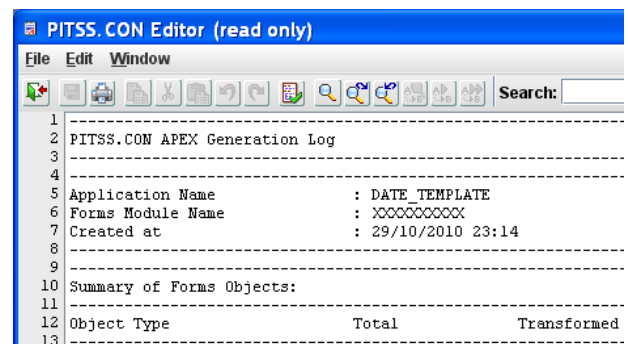 PITSS.CON Editor (read only)
File Edit Window
Search:
1 --------------------------------------------------------------------------------
2 PITSS.CON APEX Generation Log
3 --------------------------------------------------------------------------------
4 --------------------------------------------------------------------------------
5 Application Name : DATE_TEMPLATE
6 Forms Module Name : XXXXXXXXXX
7 Created at : 29/10/2010 23:14
8 --------------------------------------------------------------------------------
9 --------------------------------------------------------------------------------
10 Summary of Forms Objects:
11 --------------------------------------------------------------------------------
12 Object Type Total Transformed
13 --------------------------------------------------------------------------------